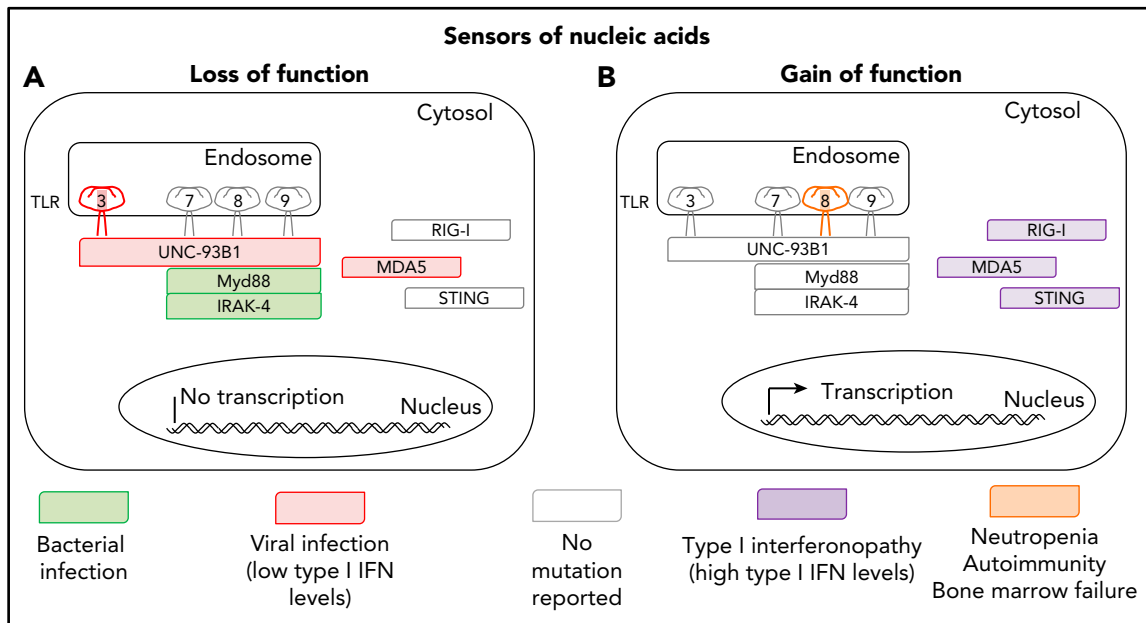 Sensors of nucleic acids
A
Loss of function
Cytosol
Endosome
TLR
3
7
8
9
UNC-93B1
Myd88
IRAK-4
RIG-I
MDA5
STING
No transcription
Nucleus
B
Gain of function
Cytosol
Endosome
TLR
3
7
8
9
UNC-93B1
Myd88
IRAK-4
RIG-I
MDA5
STING
Transcription
Nucleus
Bacterial
infection
Viral infection
(low type I IFN
levels)
No
mutation
reported
Type I interferonopathy
(high type I IFN levels)
Neutropenia
Autoimmunity
Bone marrow failure